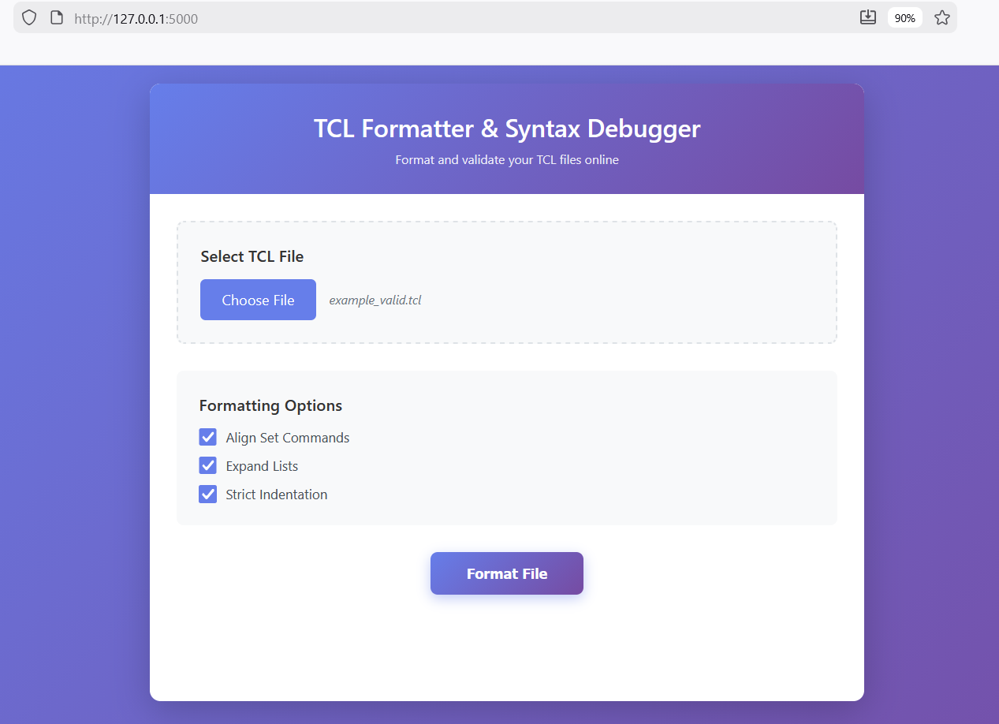 http://127.0.0.1:5000
90%
TCL Formatter & Syntax Debugger
Format and validate your TCL files online
Select TCL File
Choose File example_valid.tcl
Formatting Options
Align Set Commands
Expand Lists
Strict Indentation
Format File